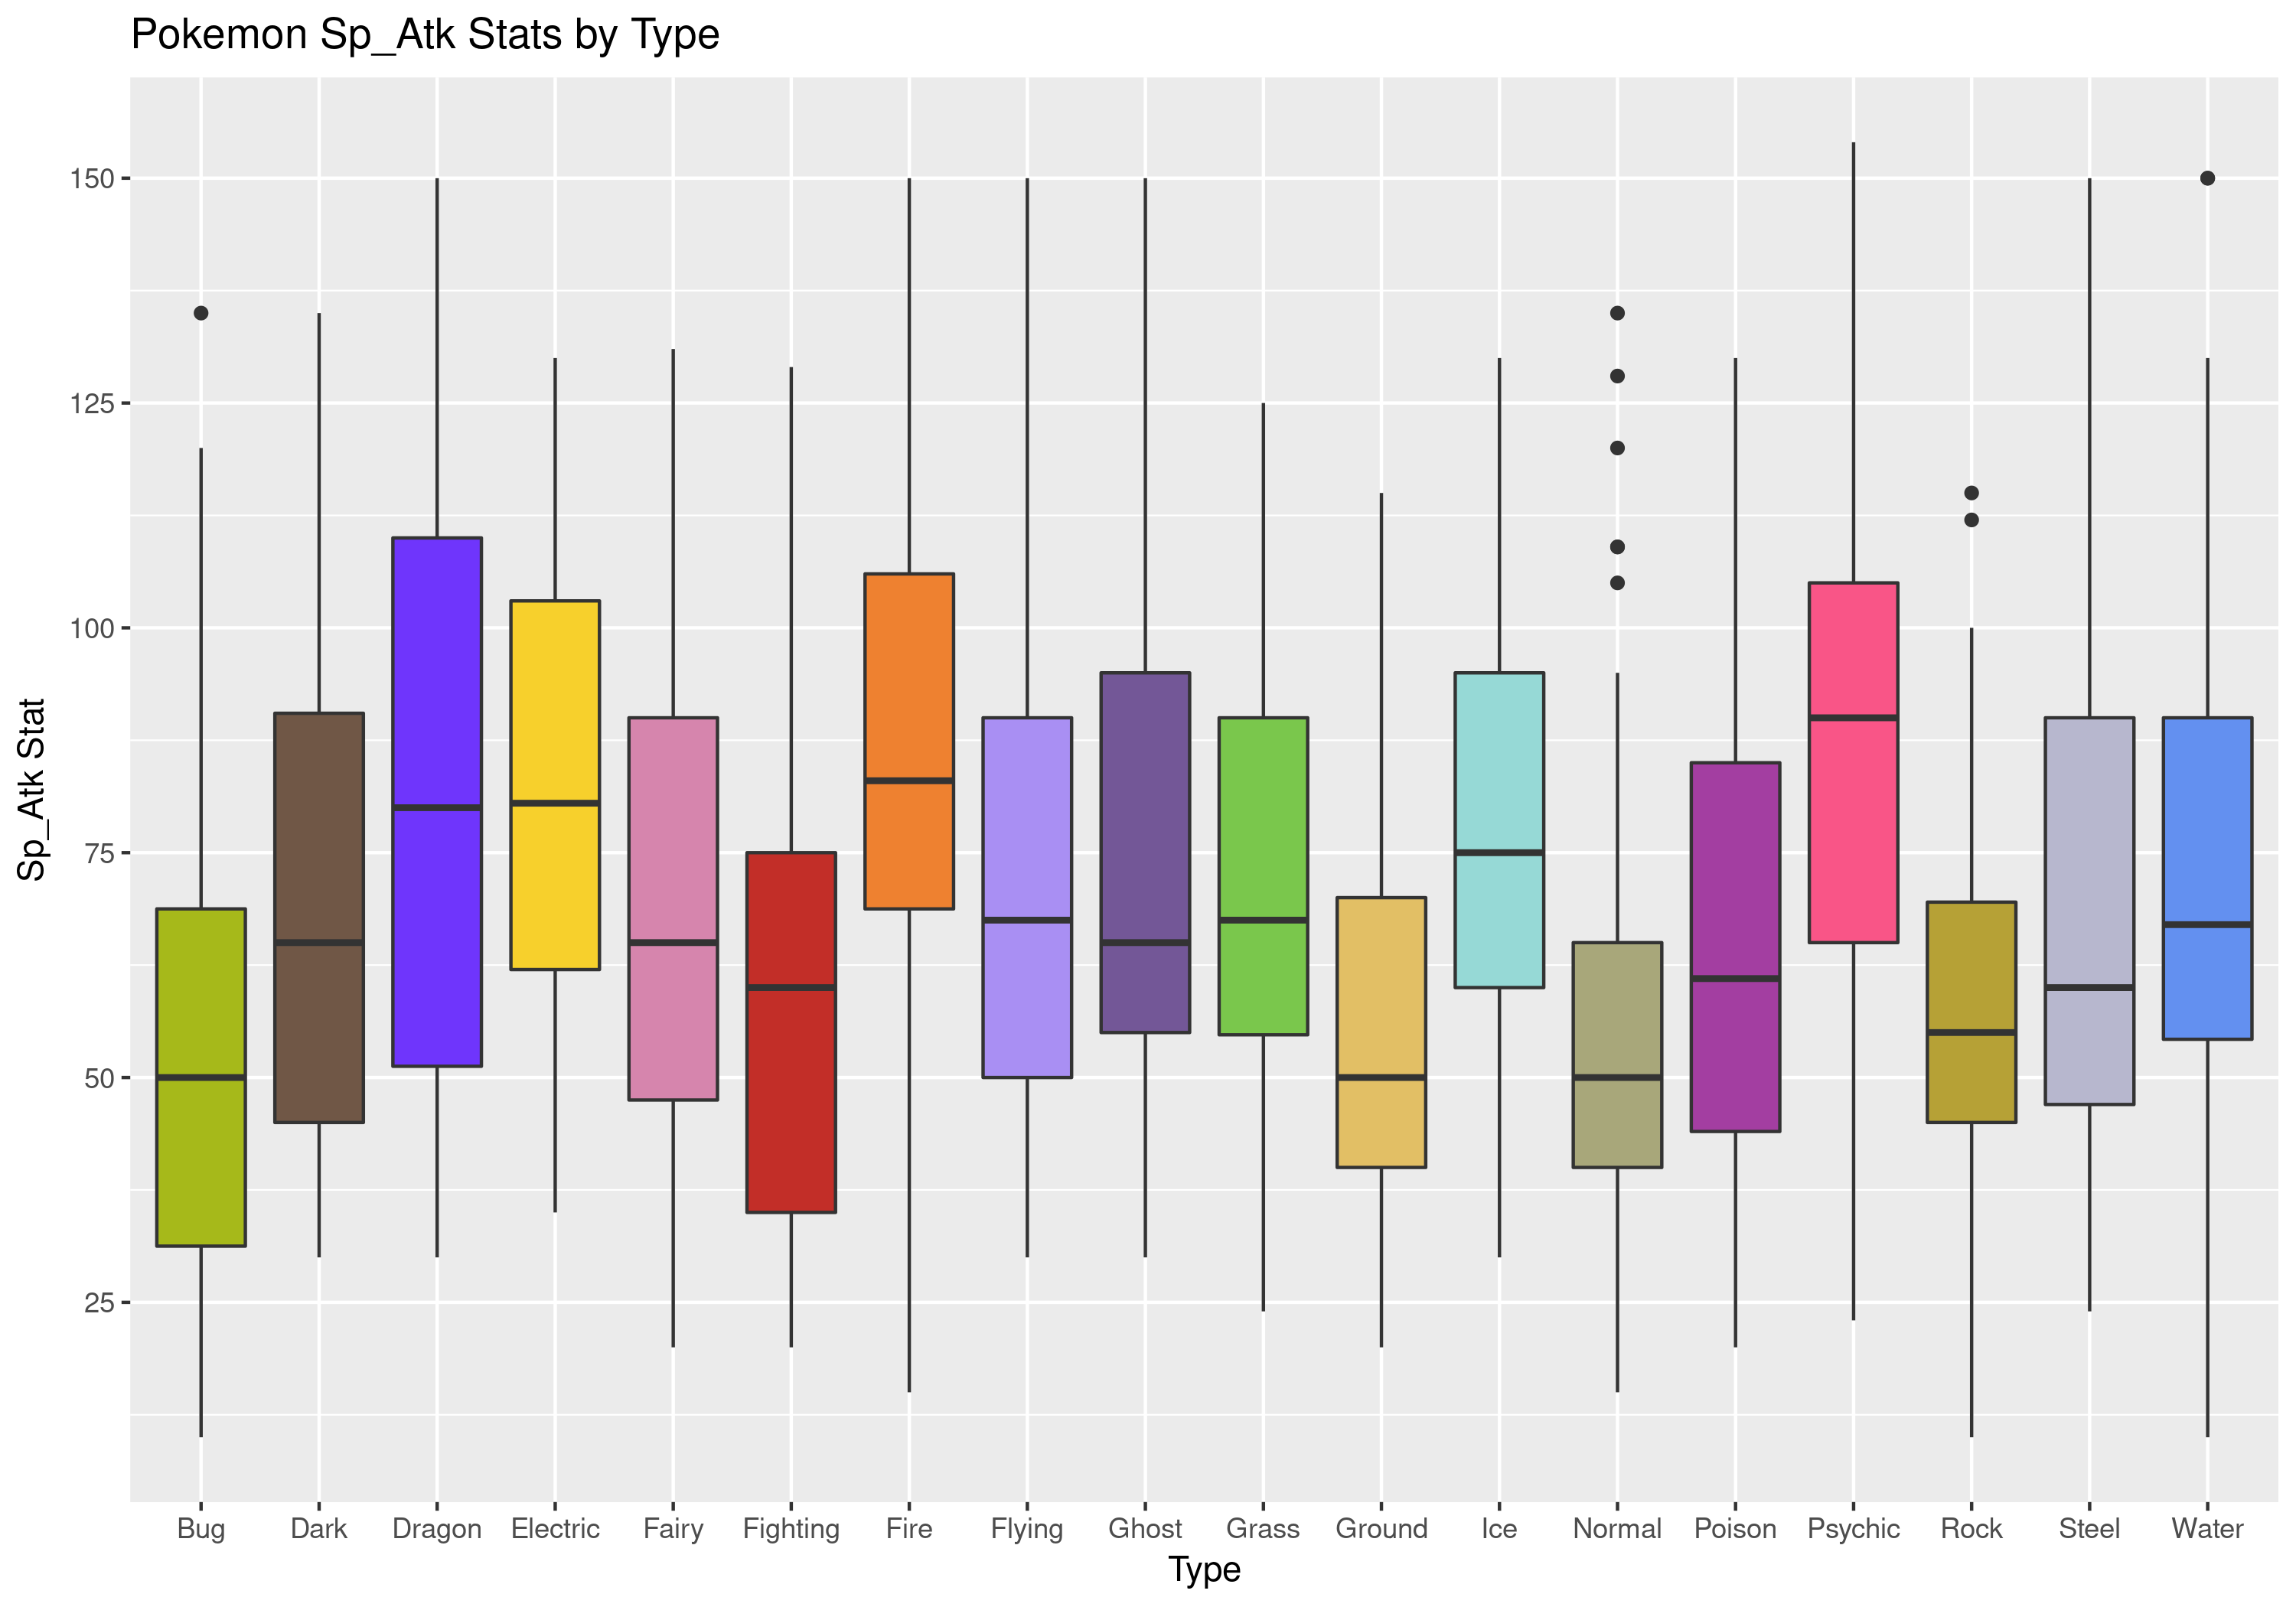 Pokemon Sp_Atk Stats by Type
Sp_Atk Stat
150
125
100
75
50
25
Bug Dark Dragon Electric Fairy Fighting Fire Flying Ghost Grass Ground Ice Normal Poison Psychic Rock Steel Water
Type